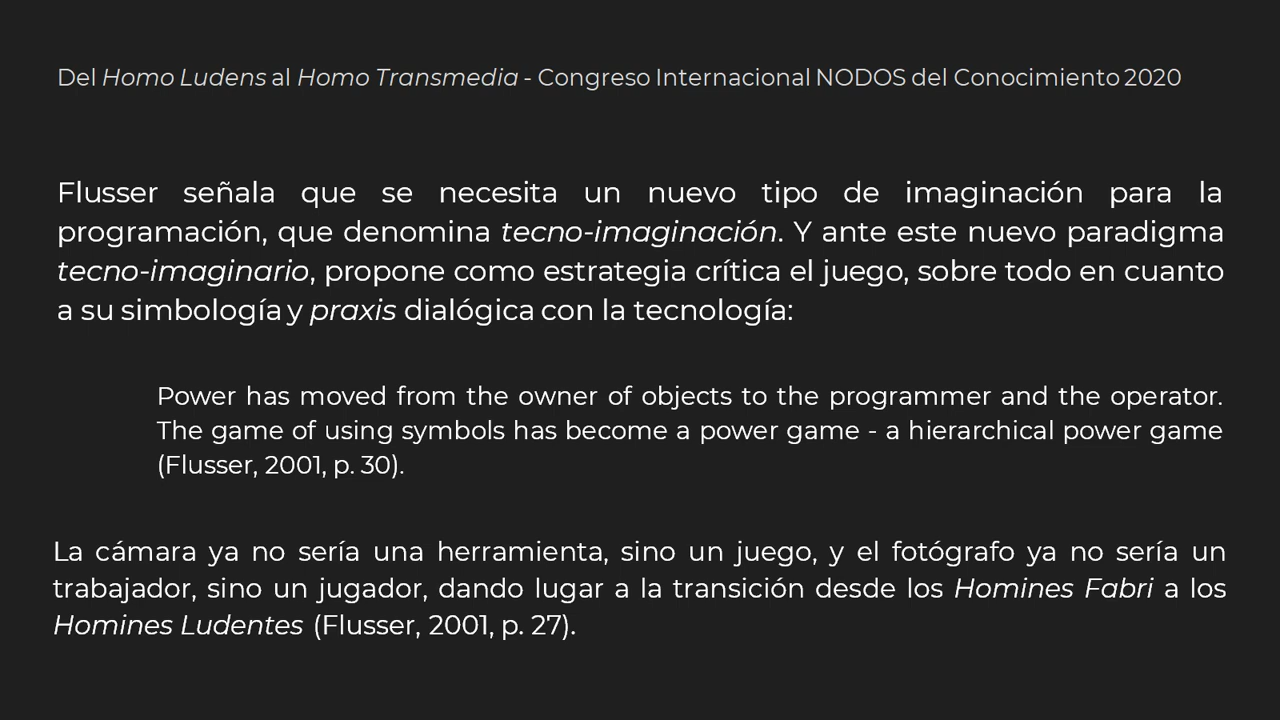 Del Homo Ludens al Homo Transmedia - Congreso Internacional NODOS del Conocimiento 2020
Flusser señala que se necesita un nuevo tipo de imaginación para la
programación, que denomina tecno-imaginación. Y ante este nuevo paradigma
tecno-imaginario, propone como estrategia crítica el juego, sobre todo en cuanto
a su simbología y praxis dialógica con la tecnología:
Power has moved from the owner of objects to the programmer and the operator.
The game of using symbols has become a power game - a hierarchical power game
(Flusser, 2001, p. 30).
La cámara ya no sería una herramienta, sino un juego, y el fotógrafo ya no sería un
trabajador, sino un jugador, dando lugar a la transición desde los Homines Fabri a los
Homines Ludentes (Flusser, 2001, p. 27).